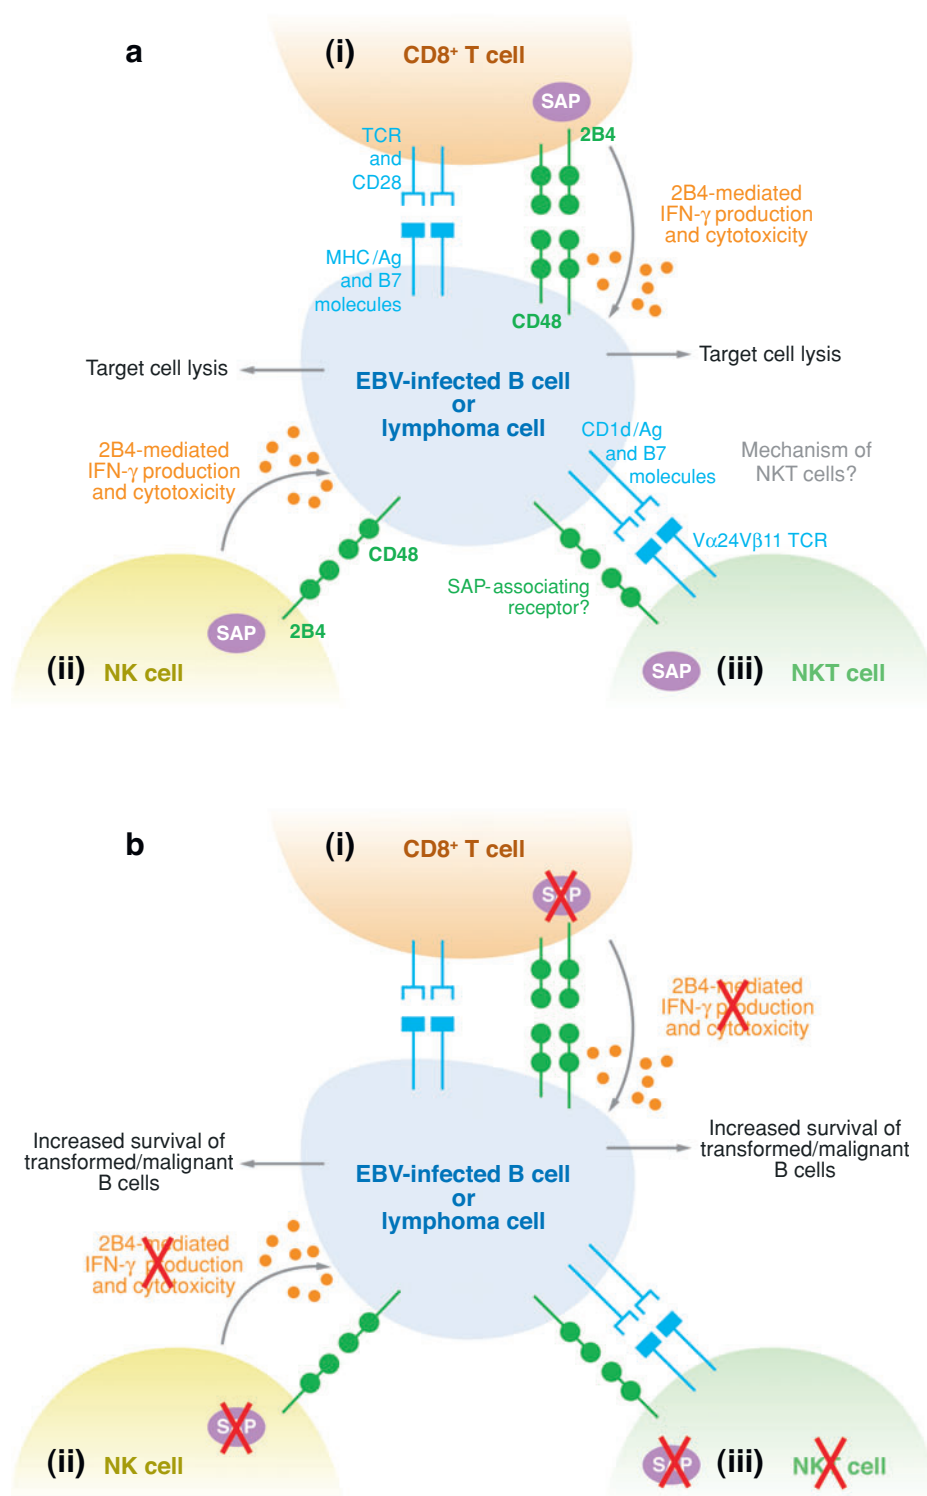 a
(i)
CD8+ T cell
SAP
2B4
TCR
and
CD28
2B4-mediated
IFN-γ production
and cytotoxicity
MHC/Ag
and B7
molecules
CD48
Target cell lysis
Target cell lysis
EBV-infected B cell
or
lymphoma cell
CD1d/Ag
and B7
molecules
Mechanism of
NKT cells?
2B4-mediated
IFN-γ production
and cytotoxicity
CD48
Vα24Vβ11 TCR
SAP-associating
receptor?
SAP
2B4
(ii)
NK cell
SAP
(iii)
NKT cell
b
(i)
CD8+ T cell
SAP
2B4-mediated
IFN-γ production
and cytotoxicity
Increased survival of
transformed/malignant
B cells
Increased survival of
transformed/malignant
B cells
EBV-infected B cell
or
lymphoma cell
2B4-mediated
IFN-γ production
and cytotoxicity
SAP
(ii)
NK cell
SAP
(iii)
NKT cell